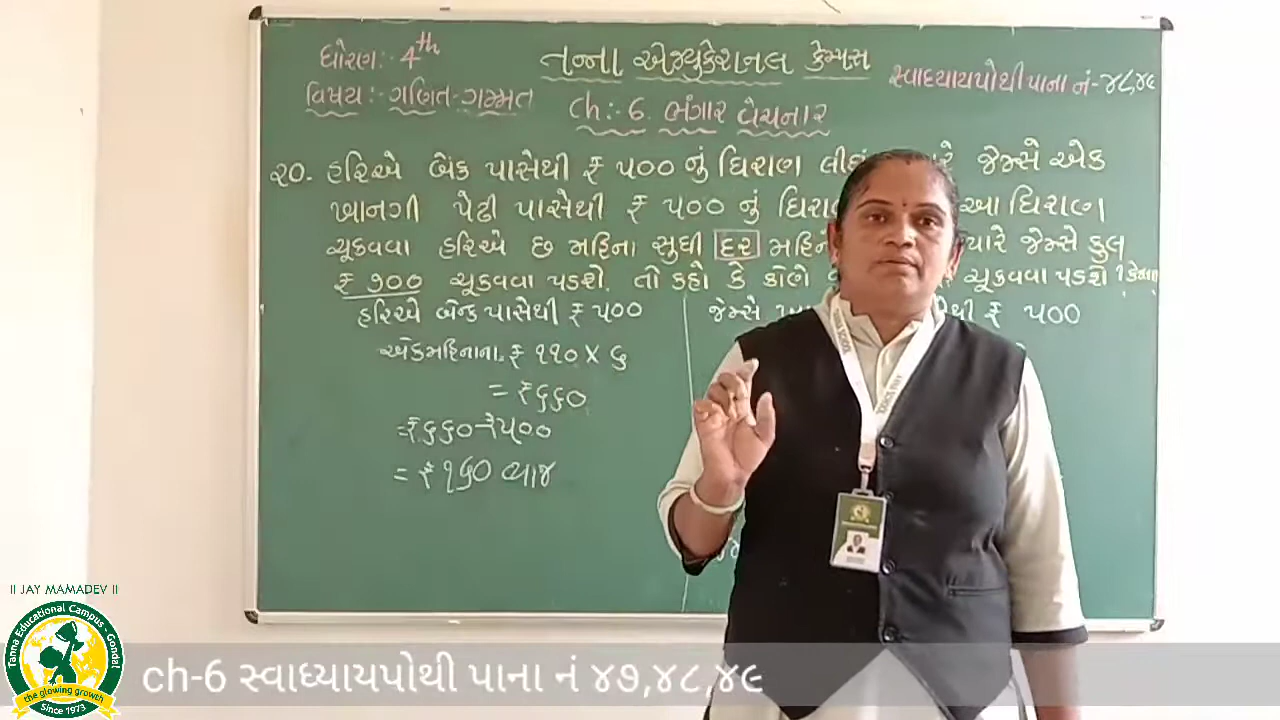 ધોરણ:- 4th
તન્ના એજ્યુકેશનલ કેમ્પસ
સ્વાધ્યાયપોથી પાના નં-૪૮,૪૯
વિષય:- ગણિત-ગમ્મત
ch:- 6. ભંગાર વેચનાર
૨૦. હરિએ બેંક પાસેથી ₹ ૫૦૦ નું ધિરાણ જેમ્સે એક
ખાનગી પેઢી પાસેથી ₹ ૫૦૦ નું આ ધિરાણ
ચૂકવવા હરિએ છ મહિના સુધી દર જેમ્સે કુલ
₹ ૭૦૦ ચૂકવવા પડશે. તો કહો કે કોણે ચૂકવવા પડશે ?
હરિએ બેન્ક પાસેથી ₹ ૫૦૦
જેમ્સે ₹ ૫૦૦
એક મહિનાના ₹ ૧૧૦ X ૬
= ₹ ૬૬૦
= ₹ ૬૬૦ - ₹ ૫૦૦
= ₹ ૧૬૦ વ્યાજ
II JAY MAMADEV II
Tanna Educational Campus - Gondal
the glowing growth
Since 1973
ch-6 સ્વાધ્યાયપોથી પાના નં ૪૭,૪૮,૪૯